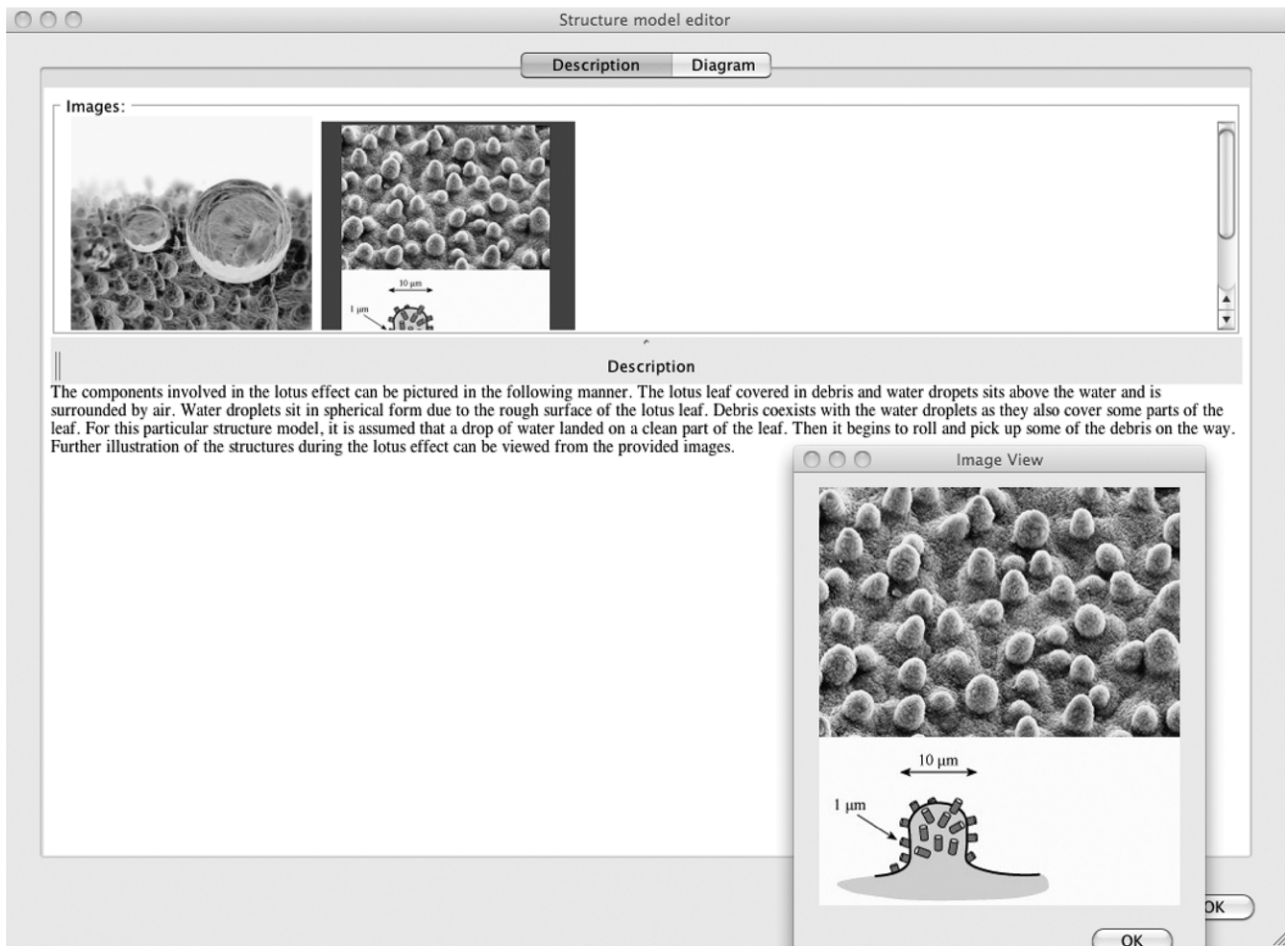 Structure model editor
Description Diagram
Images:
10 µm
1 µm
Description
The components involved in the lotus effect can be pictured in the following manner. The lotus leaf covered in debris and water dropets sits above the water and is
surrounded by air. Water droplets sit in spherical form due to the rough surface of the lotus leaf. Debris coexists with the water droplets as they also cover some parts of the
leaf. For this particular structure model, it is assumed that a drop of water landed on a clean part of the leaf. Then it begins to roll and pick up some of the debris on the way.
Further illustration of the structures during the lotus effect can be viewed from the provided images.
Image View
10 µm
1 µm
OK
OK